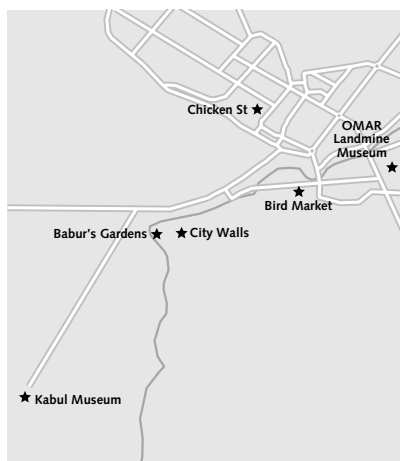 Chicken St
OMAR
Landmine
Museum
Bird Market
Babur's Gardens
City Walls
Kabul Museum